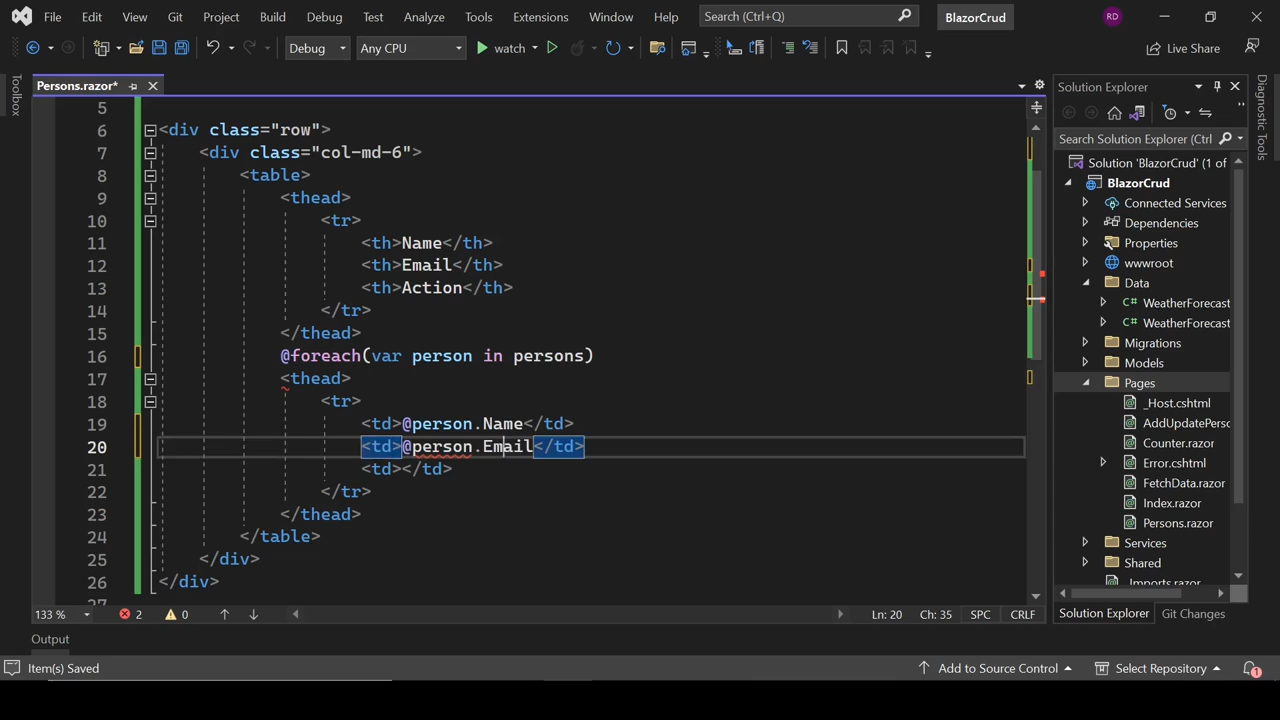 File Edit View Git Project Build Debug Test Analyze Tools Extensions Window Help Search (Ctrl+Q) BlazorCrud RD
Debug Any CPU watch Live Share
Toolbox
Persons.razor*
5
6 <div class="row">
7 <div class="col-md-6">
8 <table>
9 <thead>
10 <tr>
11 <th>Name</th>
12 <th>Email</th>
13 <th>Action</th>
14 </tr>
15 </thead>
16 @foreach(var person in persons)
17 <thead>
18 <tr>
19 <td>@person.Name</td>
20 <td>@person.Email</td>
21 <td></td>
22 </tr>
23 </thead>
24 </table>
25 </div>
26 </div>
27
133 % 2 0 Ln: 20 Ch: 35 SPC CRLF
Solution Explorer
Search Solution Explorer (Ctrl
Solution 'BlazorCrud' (1 of
BlazorCrud
Connected Services
Dependencies
Properties
wwwroot
Data
WeatherForecast
WeatherForecast
Migrations
Models
Pages
_Host.cshtml
AddUpdatePerso
Counter.razor
Error.cshtml
FetchData.razor
Index.razor
Persons.razor
Services
Shared
_Imports.razor
Solution Explorer Git Changes
Diagnostic Tools
Output
Item(s) Saved Add to Source Control Select Repository 1